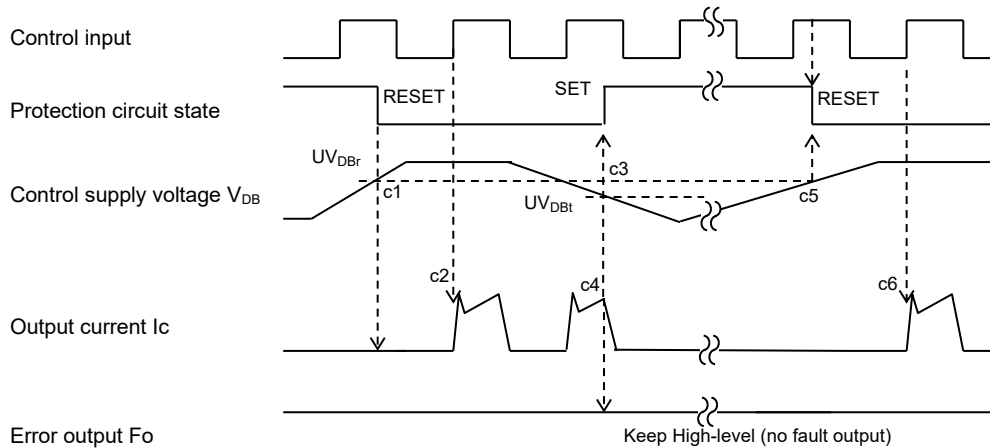 Control input
Protection circuit state
RESET
SET
RESET
UVDBr
Control supply voltage VDB
c1
c3
UVDBt
c5
c2
c4
c6
Output current Ic
Error output Fo
Keep High-level (no fault output)